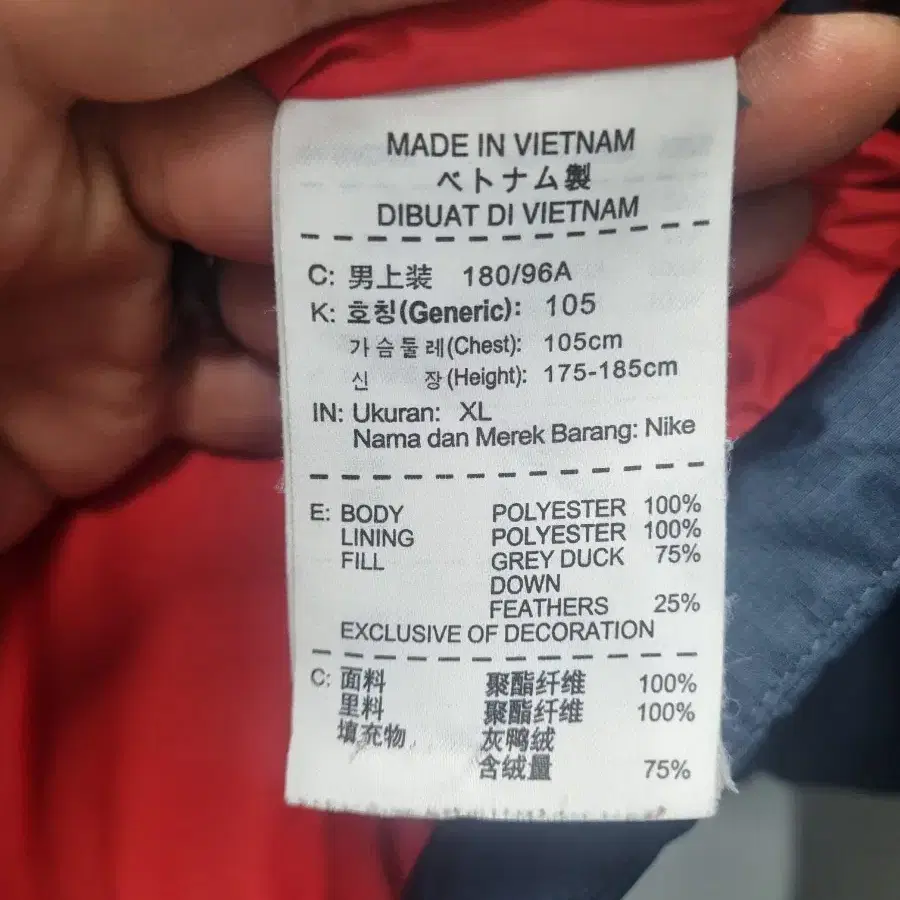 MADE IN VIETNAM
ベトナム製
DIBUAT DI VIETNAM
C: 男上装 180/96A
K: 호칭(Generic): 105
가슴둘레(Chest): 105cm
신 장(Height): 175-185cm
IN: Ukuran: XL
Nama dan Merek Barang: Nike
E: BODY POLYESTER 100%
LINING POLYESTER 100%
FILL GREY DUCK 75%
DOWN
FEATHERS 25%
EXCLUSIVE OF DECORATION
C: 面料 聚酯纤维 100%
里料 聚酯纤维 100%
填充物 灰鸭绒
含绒量 75%